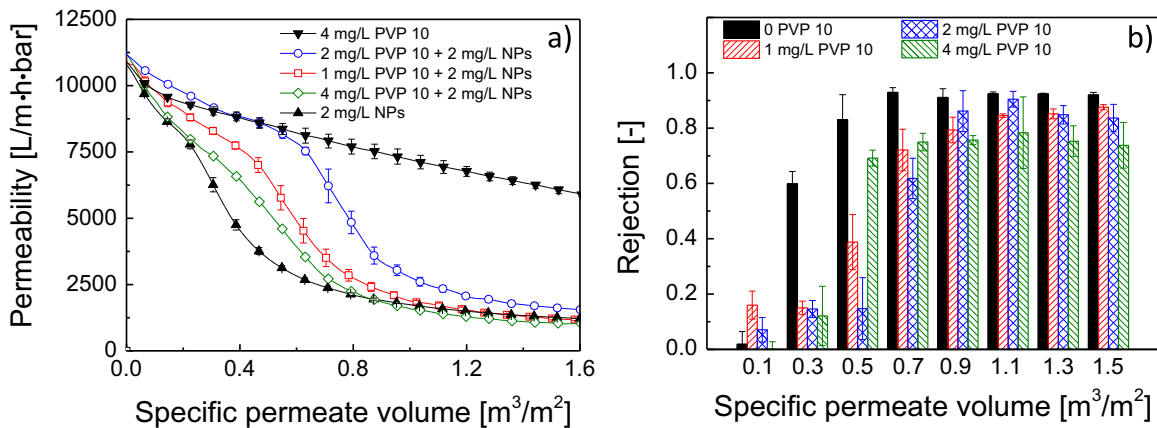 a)
4 mg/L PVP 10
2 mg/L PVP 10 + 2 mg/L NPs
1 mg/L PVP 10 + 2 mg/L NPs
4 mg/L PVP 10 + 2 mg/L NPs
2 mg/L NPs
Permeability [L/m·h·bar]
12500
10000
7500
5000
2500
0
0.0 0.4 0.8 1.2 1.6
Specific permeate volume [m³/m²]
b)
0 PVP 10 2 mg/L PVP 10
1 mg/L PVP 10 4 mg/L PVP 10
Rejection [-]
1.0
0.8
0.6
0.4
0.2
0.0
0.1 0.3 0.5 0.7 0.9 1.1 1.3 1.5
Specific permeate volume [m³/m²]